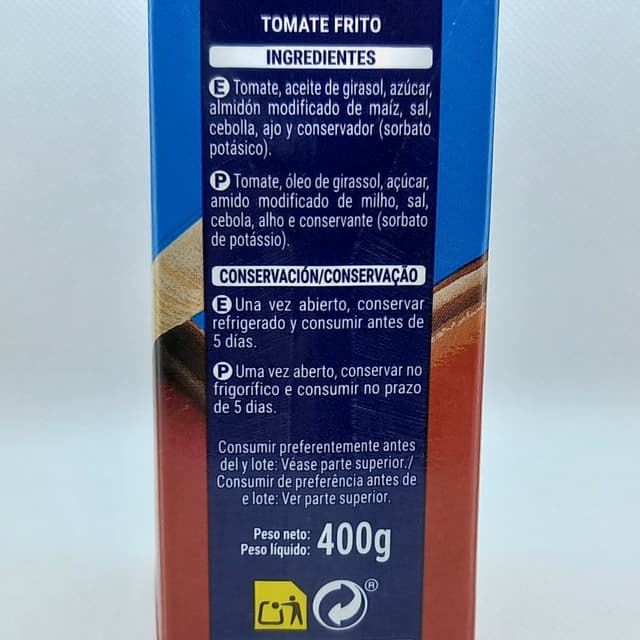 TOMATE FRITO
INGREDIENTES
E Tomate, aceite de girasol, azúcar,
almidón modificado de maíz, sal,
cebolla, ajo y conservador (sorbato
potásico).
P Tomate, óleo de girassol, açúcar,
amido modificado de milho, sal,
cebola, alho e conservante (sorbato
de potássio).
CONSERVACIÓN/CONSERVAÇÃO
E Una vez abierto, conservar
refrigerado y consumir antes de
5 días.
P Uma vez aberto, conservar no
frigorífico e consumir no prazo
de 5 dias.
Consumir preferentemente antes
del y lote: Véase parte superior./
Consumir de preferência antes de
e lote: Ver parte superior.
Peso neto:
Peso líquido: 400g
®